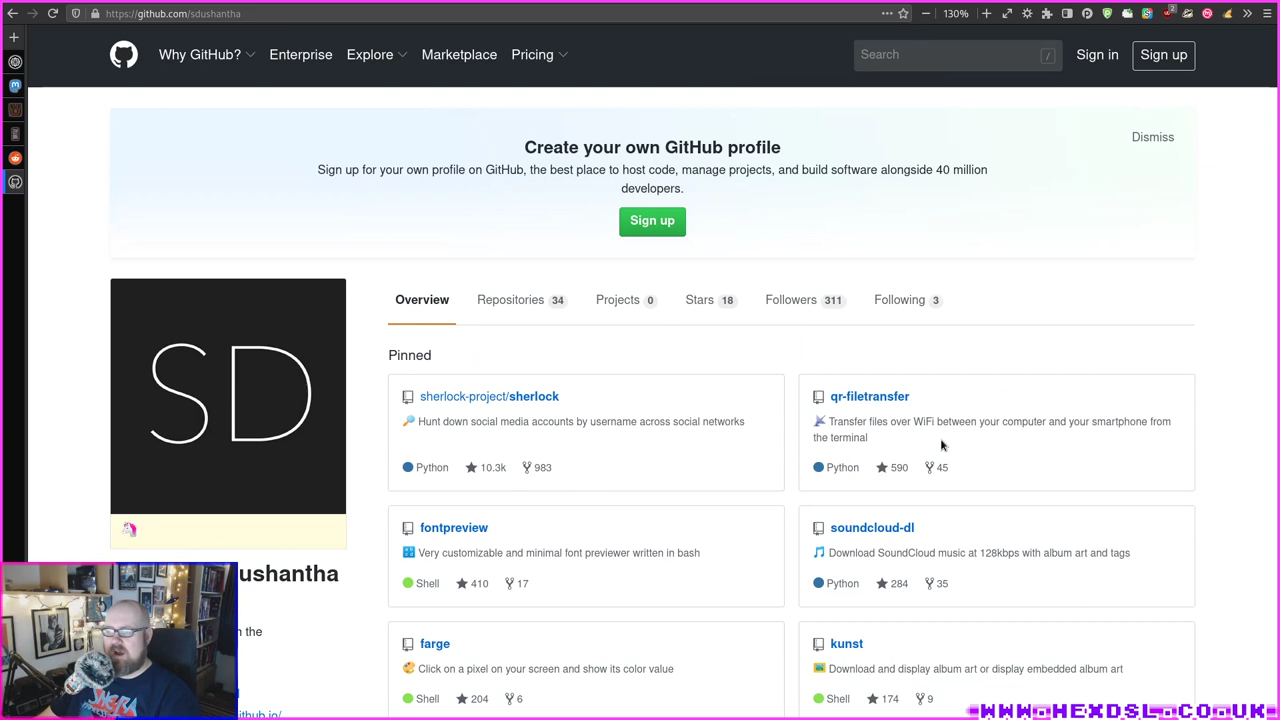 https://github.com/sdushantha
130%
2
Why GitHub?
Enterprise
Explore
Marketplace
Pricing
Search
/
Sign in
Sign up
Create your own GitHub profile
Dismiss
Sign up for your own profile on GitHub, the best place to host code, manage projects, and build software alongside 40 million
developers.
Sign up
SD
Overview
Repositories 34
Projects 0
Stars 18
Followers 311
Following 3
Pinned
sherlock-project/sherlock
Hunt down social media accounts by username across social networks
Python 10.3k 983
qr-filetransfer
Transfer files over WiFi between your computer and your smartphone from
the terminal
Python 590 45
fontpreview
Very customizable and minimal font previewer written in bash
Shell 410 17
soundcloud-dl
Download SoundCloud music at 128kbps with album art and tags
Python 284 35
ushantha
n the
ithub.io/
farge
Click on a pixel on your screen and show its color value
Shell 204 6
kunst
Download and display album art or display embedded album art
Shell 174 9
WWW.HEXDSL.CO.UK